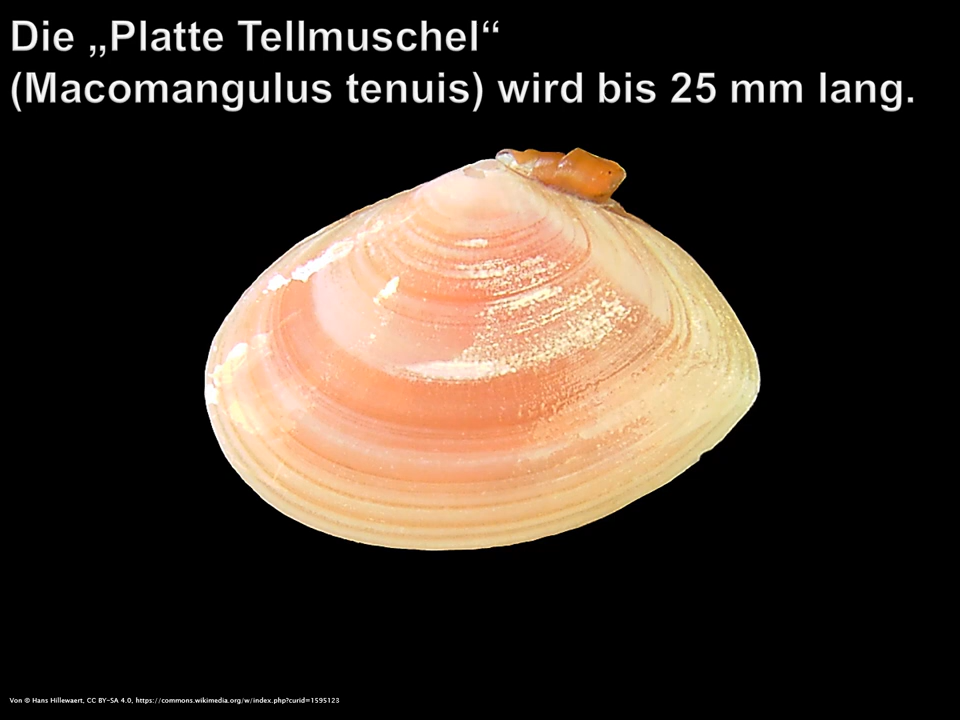 Die „Platte Tellmuschel“
(Macomangulus tenuis) wird bis 25 mm lang.
Von © Hans Hillewaert, CC BY-SA 4.0, https://commons.wikimedia.org/w/index.php?curid=1595123